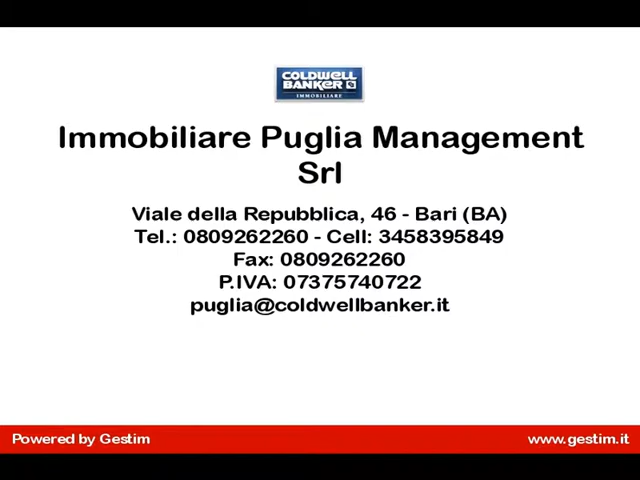 COLDWELL
BANKER
IMMOBILIARE
Immobiliare Puglia Management
Srl
Viale della Repubblica, 46 - Bari (BA)
Tel.: 0809262260 - Cell: 3458395849
Fax: 0809262260
P.IVA: 07375740722
puglia@coldwellbanker.it
Powered by Gestim
www.gestim.it